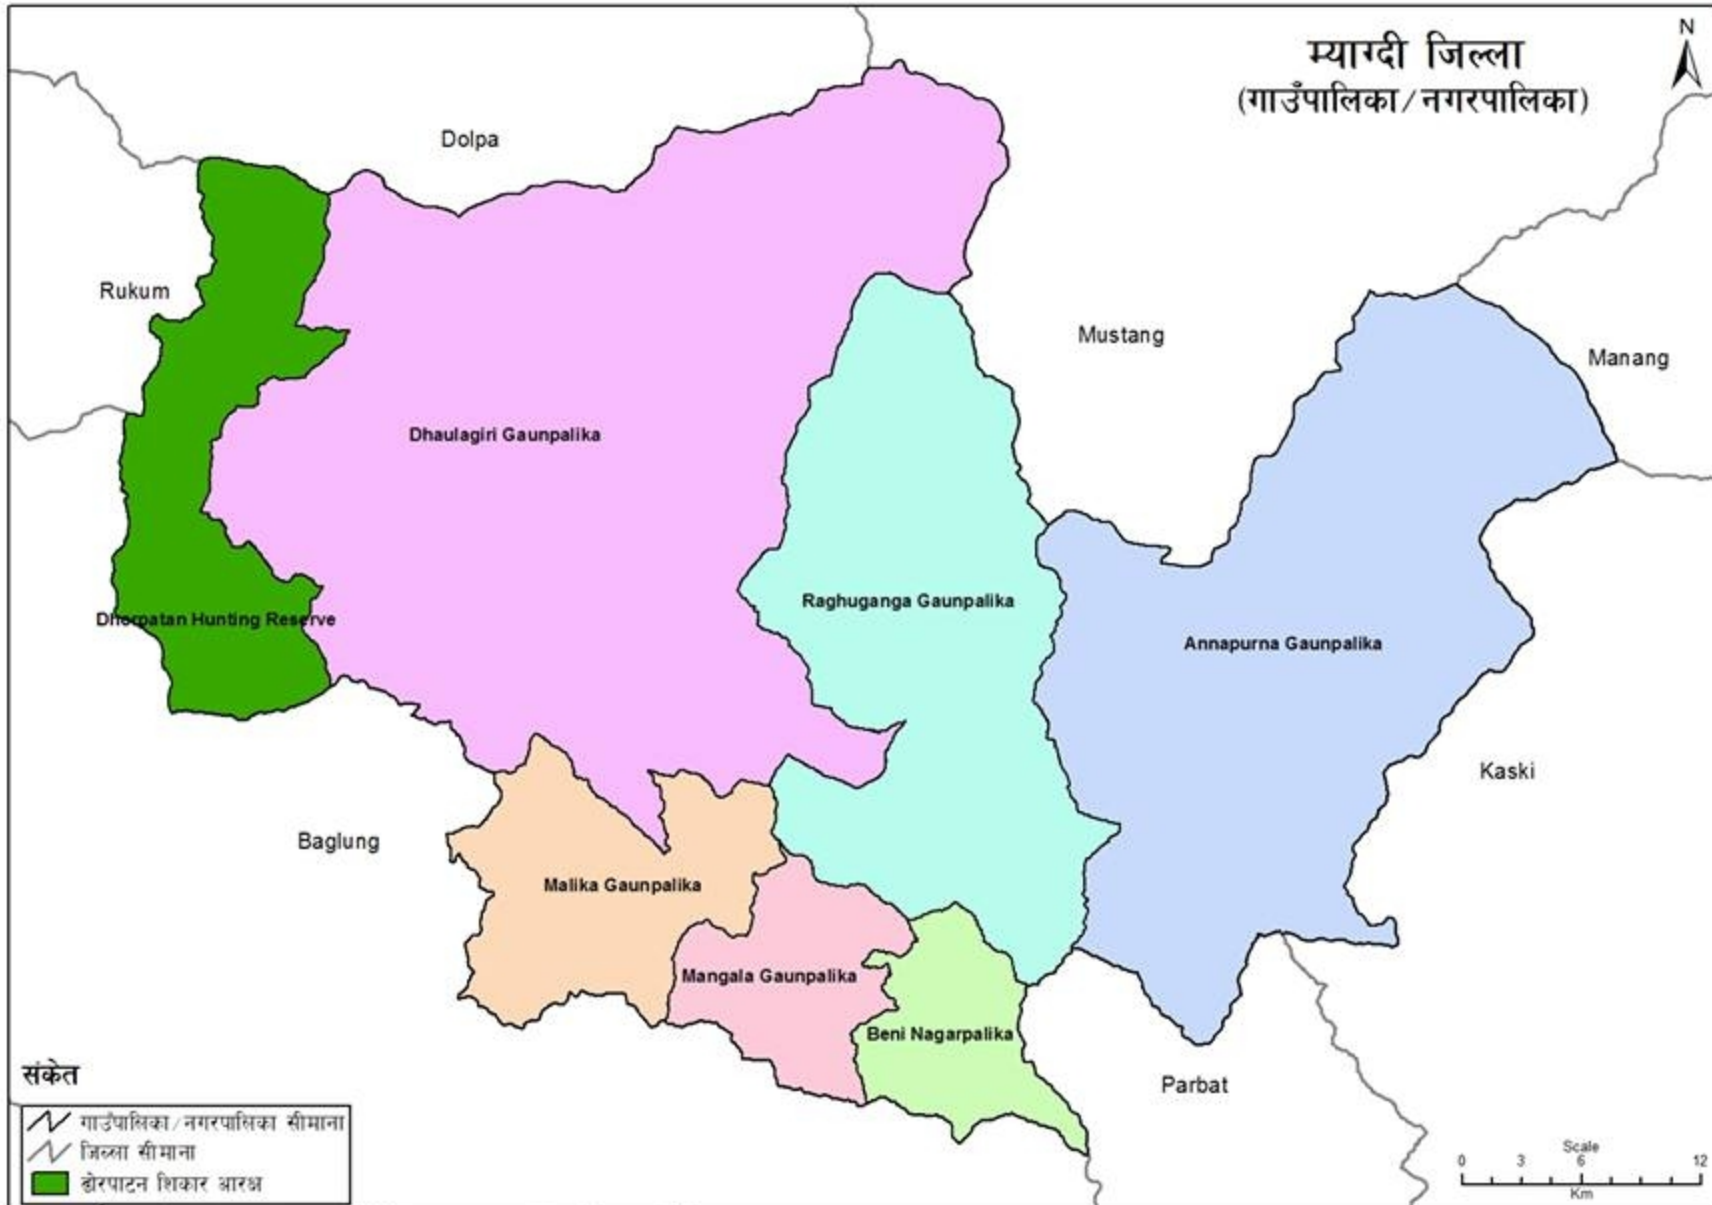 म्याग्दी जिल्ला
(गाउँपालिका/नगरपालिका)
N
Dolpa
Rukum
Mustang
Manang
Dhaulagiri Gaunpalika
Raghuganga Gaunpalika
Dhorpatan Hunting Reserve
Annapurna Gaunpalika
Kaski
Baglung
Malika Gaunpalika
Mangala Gaunpalika
Beni Nagarpalika
Parbat
संकेत
गाउँपालिका/नगरपालिका सीमाना
जिल्ला सीमाना
ढोरपाटन शिकार आरक्ष
Scale
0 3 6 12
Km